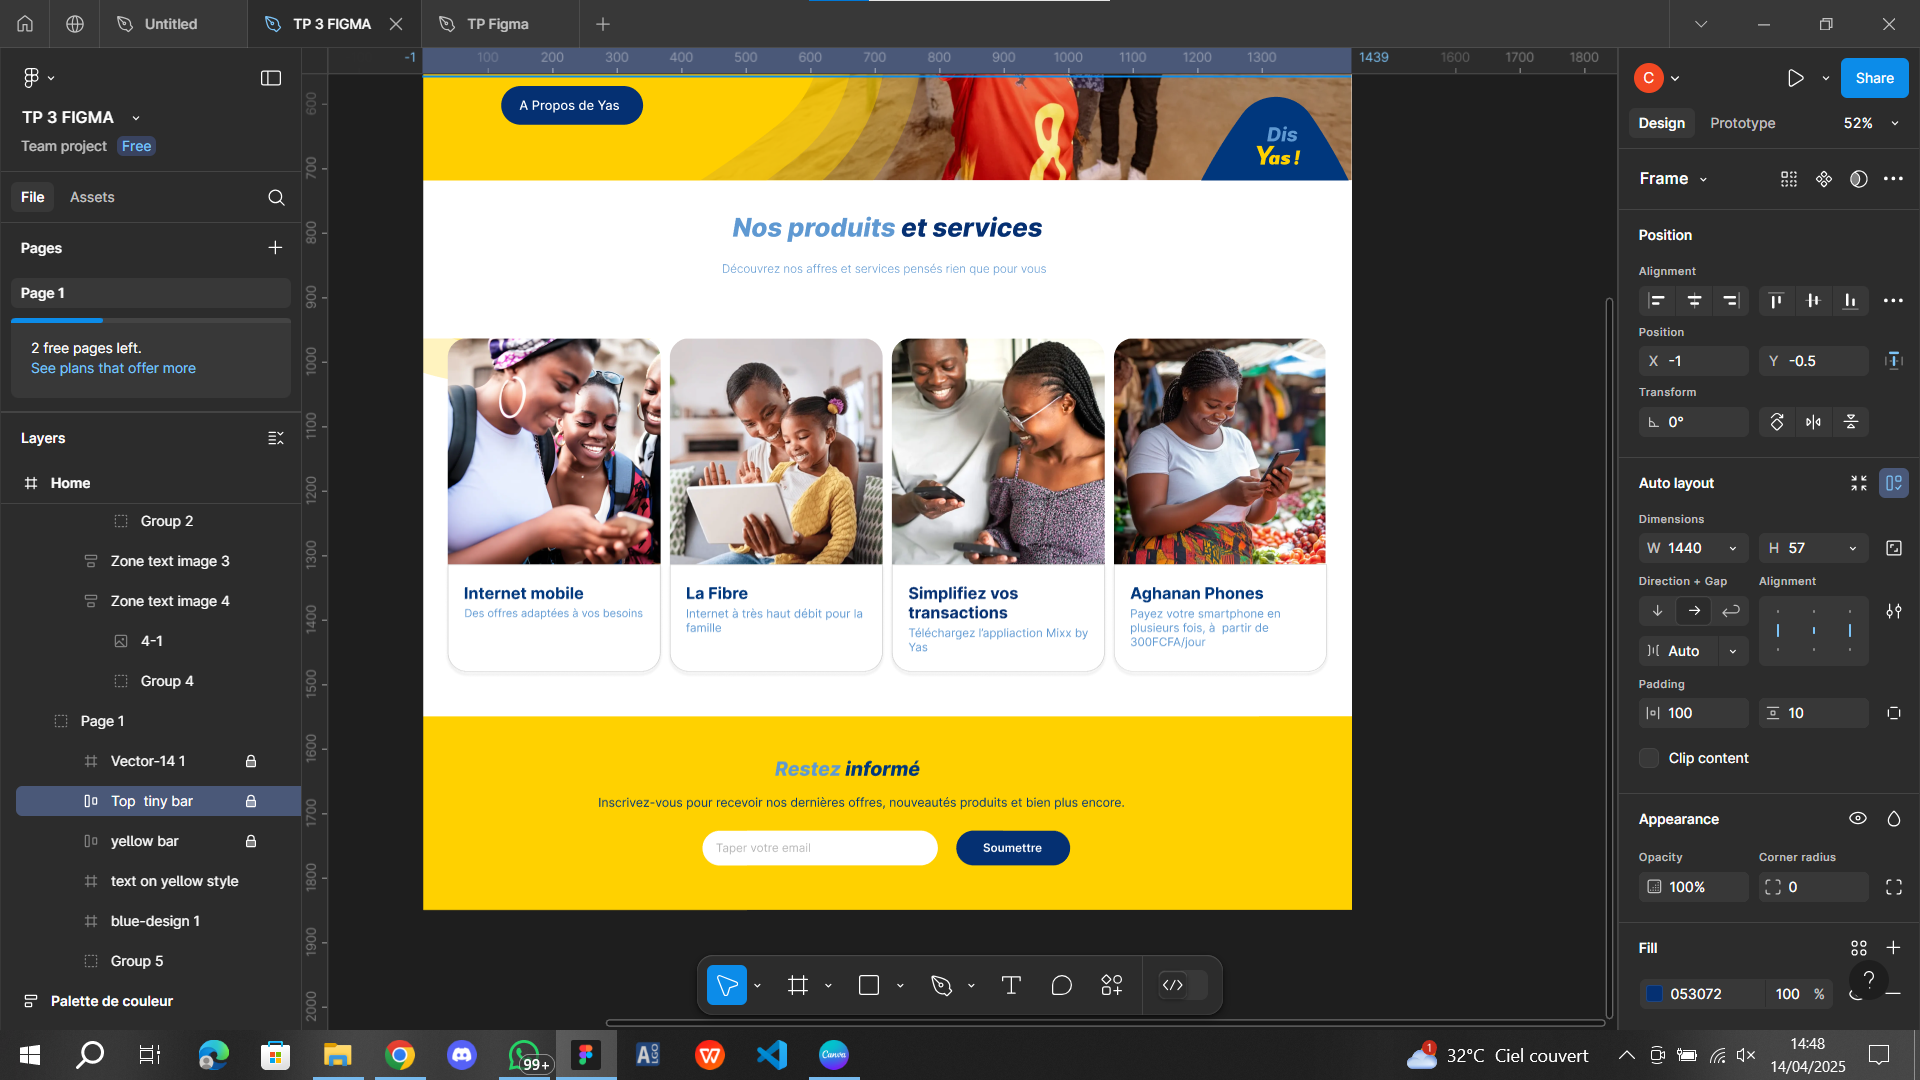 Untitled
TP 3 FIGMA
TP Figma
TP 3 FIGMA
Team project Free
File Assets
Pages
Page 1
2 free pages left.
See plans that offer more
Layers
Home
Group 2
Zone text image 3
Zone text image 4
4-1
Group 4
Page 1
Vector-14 1
Top tiny bar
yellow bar
text on yellow style
blue-design 1
Group 5
Palette de couleur
-1 100 200 300 400 500 600 700 800 900 1000 1100 1200 1300 1439 1600 1700 1800
600
700
800
900
1000
1100
1200
1300
1400
1500
1600
1700
1800
1900
2000
A Propos de Yas
Dis
Yas !
Nos produits et services
Découvrez nos affres et services pensés rien que pour vous
Internet mobile
Des offres adaptées à vos besoins
La Fibre
Internet à très haut débit pour la
famille
Simplifiez vos
transactions
Téléchargez l'appliaction Mixx by
Yas
Aghanan Phones
Payez votre smartphone en
plusieurs fois, à partir de
300FCFA/jour
Restez informé
Inscrivez-vous pour recevoir nos dernières offres, nouveautés produits et bien plus encore.
Taper votre email
Soumettre
C
Share
Design Prototype 52%
Frame
Position
Alignment
Position
X -1 Y -0.5
Transform
0°
Auto layout
Dimensions
W 1440 H 57
Direction + Gap Alignment
Auto
Padding
100 10
Clip content
Appearance
Opacity Corner radius
100% 0
Fill
053072 100 %
?
99+
ALGO
Canva
1
32°C Ciel couvert
14:48
14/04/2025